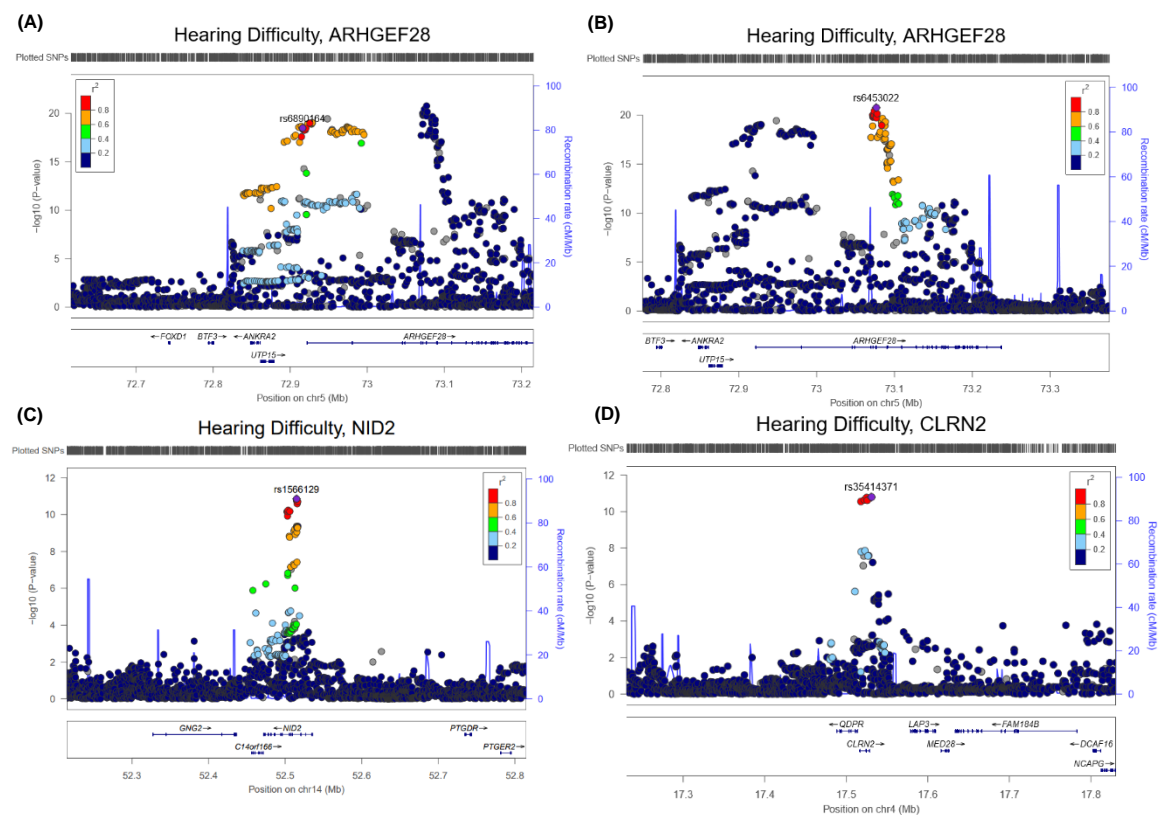 (A)
Hearing Difficulty, ARHGEF28
Plotted SNPs
r²
0.8
0.6
0.4
0.2
rs6890164
20
15
10
5
0
−log10 (P−value)
100
80
60
40
20
0
Recombination rate (cM/Mb)
←FOXD1
BTF3→
←ANKRA2
ARHGEF28→
UTP15→
72.7
72.8
72.9
73
73.1
73.2
Position on chr5 (Mb)
(B)
Hearing Difficulty, ARHGEF28
Plotted SNPs
r²
0.8
0.6
0.4
0.2
rs6453022
20
15
10
5
0
−log10 (P−value)
100
80
60
40
20
0
Recombination rate (cM/Mb)
BTF3→
←ANKRA2
ARHGEF28→
UTP15→
72.8
72.9
73
73.1
73.2
73.3
Position on chr5 (Mb)
(C)
Hearing Difficulty, NID2
Plotted SNPs
r²
0.8
0.6
0.4
0.2
rs1566129
12
10
8
6
4
2
0
−log10 (P−value)
100
80
60
40
20
0
Recombination rate (cM/Mb)
GNG2→
←NID2
PTGDR→
C14orf166→
PTGER2→
52.3
52.4
52.5
52.6
52.7
52.8
Position on chr14 (Mb)
(D)
Hearing Difficulty, CLRN2
Plotted SNPs
r²
0.8
0.6
0.4
0.2
rs35414371
12
10
8
6
4
2
0
−log10 (P−value)
100
80
60
40
20
0
Recombination rate (cM/Mb)
←QDPR
LAP3→
←FAM184B
←DCAF16
CLRN2→
MED28→
NCAPG→
17.3
17.4
17.5
17.6
17.7
17.8
Position on chr4 (Mb)